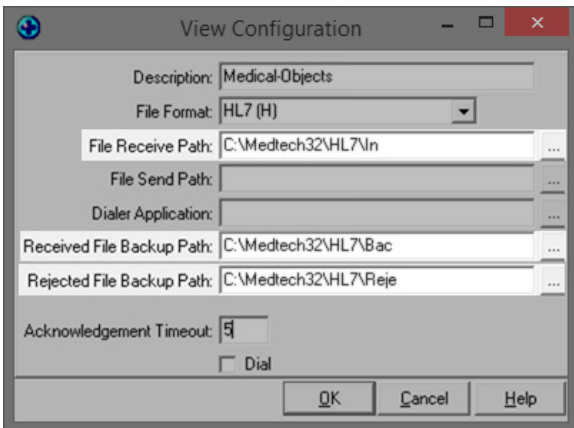 View Configuration
Description: Medical-Objects
File Format: HL7 (H)
File Receive Path: C:\Medtech32\HL7\In ...
File Send Path: ...
Dialer Application: ...
Received File Backup Path: C:\Medtech32\HL7\Bac ...
Rejected File Backup Path: C:\Medtech32\HL7\Reje ...
Acknowledgement Timeout: 5
Dial
OK Cancel Help